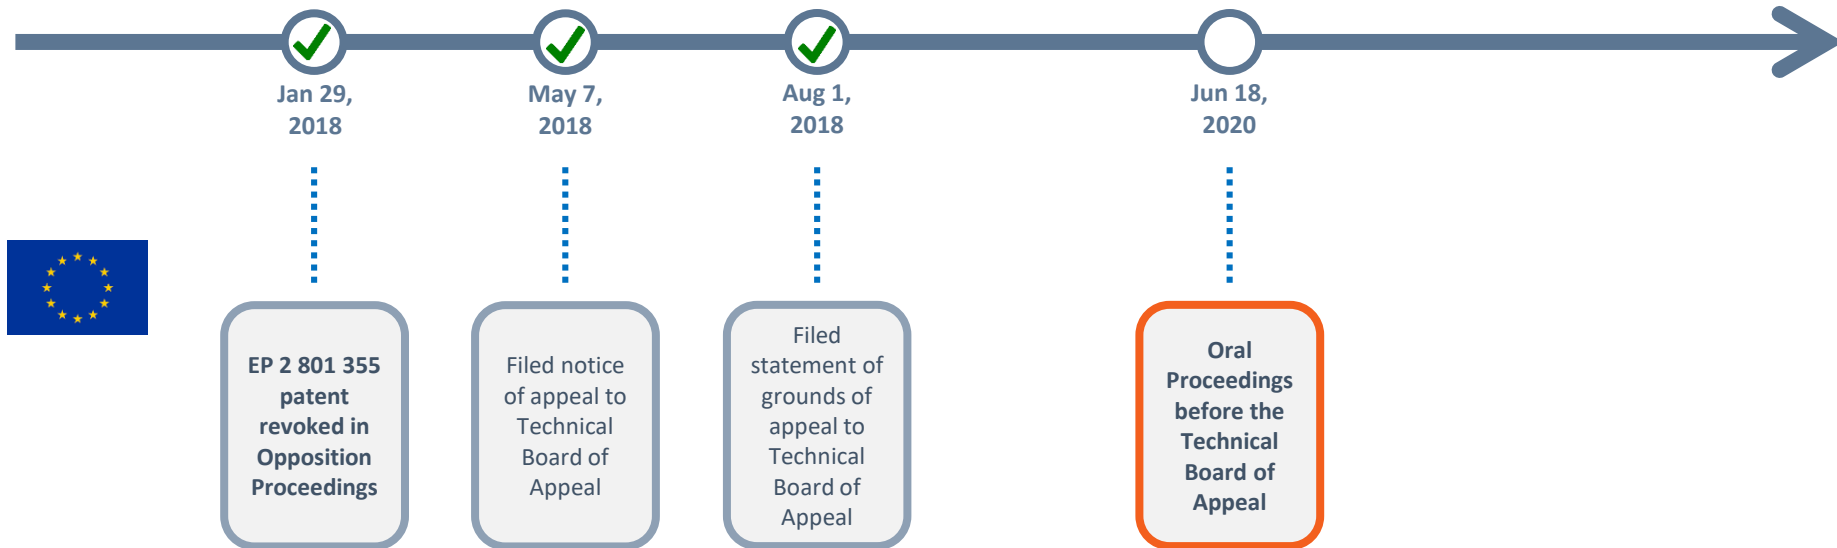 Jan 29,
2018
May 7,
2018
Aug 1,
2018
Jun 18,
2020
EP 2 801 355
patent
revoked in
Opposition
Proceedings
Filed notice
of appeal to
Technical
Board of
Appeal
Filed
statement of
grounds of
appeal to
Technical
Board of
Appeal
Oral
Proceedings
before the
Technical
Board of
Appeal